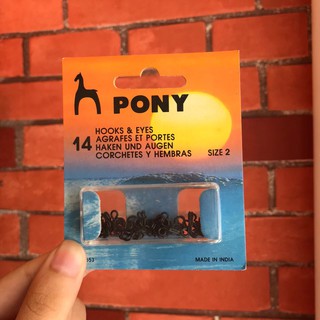 PONY
14
HOOKS & EYES
AGRAFES ET PORTES
HAKEN UND AUGEN
CORCHETES Y HEMBRAS
SIZE 2
MADE IN INDIA